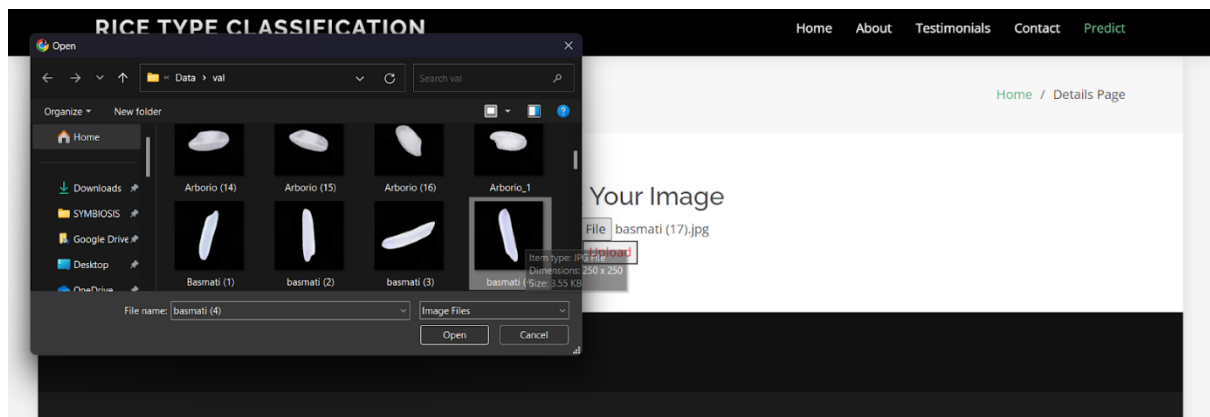 RICE TYPE CLASSIFICATION
Home About Testimonials Contact Predict
Open
« Data › val
Search val
Organize New folder
Home
Home / Details Page
Downloads
SYMBIOSIS
Google Drive
Desktop
OneDrive
Arborio (14) Arborio (15) Arborio (16) Arborio_1
Basmati (1) basmati (2) basmati (3) basmati
Your Image
File basmati (17).jpg
Upload
Item type: JPG File
Dimensions: 250 x 250
Size: 3.55 KB
File name: basmati (4) Image Files
Open Cancel